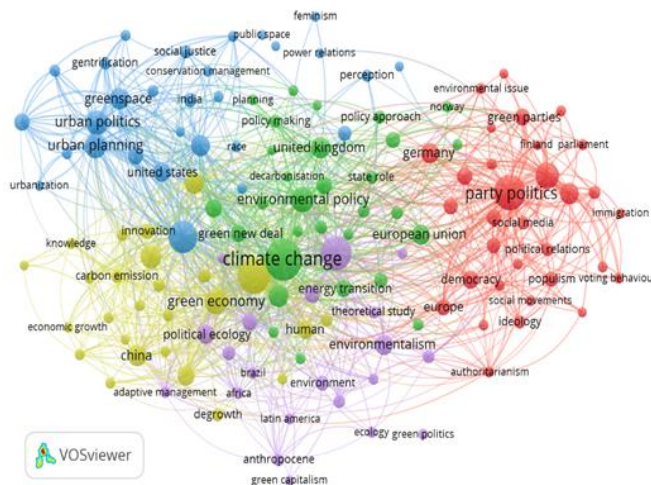 feminism
public space
social justice
power relations
gentrification
conservation management
perception
environmental issue
greenspace
india
planning
norway
green parties
urban politics
policy making
policy approach
finland parliament
urban planning
race
united kingdom
germany
urbanization
united states
decarbonisation
state role
party politics
environmental policy
immigration
social media
innovation
green new deal
european union
political relations
knowledge
climate change
carbon emission
energy transition
democracy
populism
voting behaviour
green economy
theoretical study
social movements
economic growth
political ecology
human
europe
ideology
china
environmentalism
brazil
authoritarianism
adaptive management
africa
environment
degrowth
latin america
ecology
green politics
anthropocene
green capitalism
VOSviewer